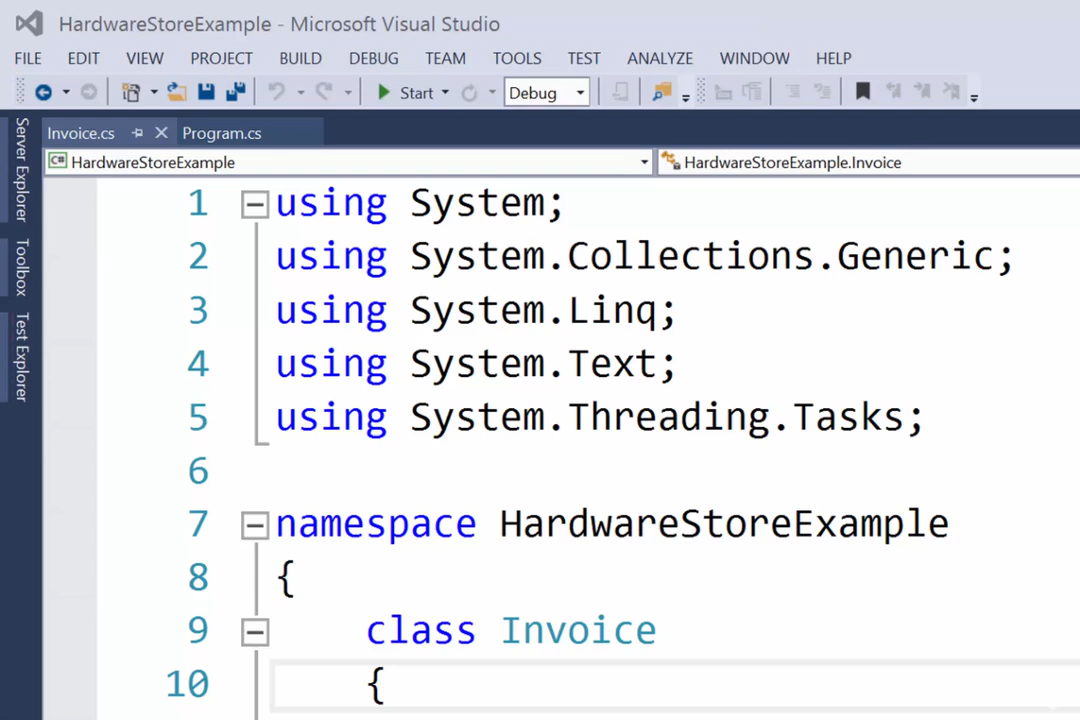 HardwareStoreExample - Microsoft Visual Studio
FILE EDIT VIEW PROJECT BUILD DEBUG TEAM TOOLS TEST ANALYZE WINDOW HELP
Start Debug
Invoice.cs Program.cs
C# HardwareStoreExample HardwareStoreExample.Invoice
Server Explorer
Toolbox
Test Explorer
1 using System;
2 using System.Collections.Generic;
3 using System.Linq;
4 using System.Text;
5 using System.Threading.Tasks;
6
7 namespace HardwareStoreExample
8 {
9 class Invoice
10 {